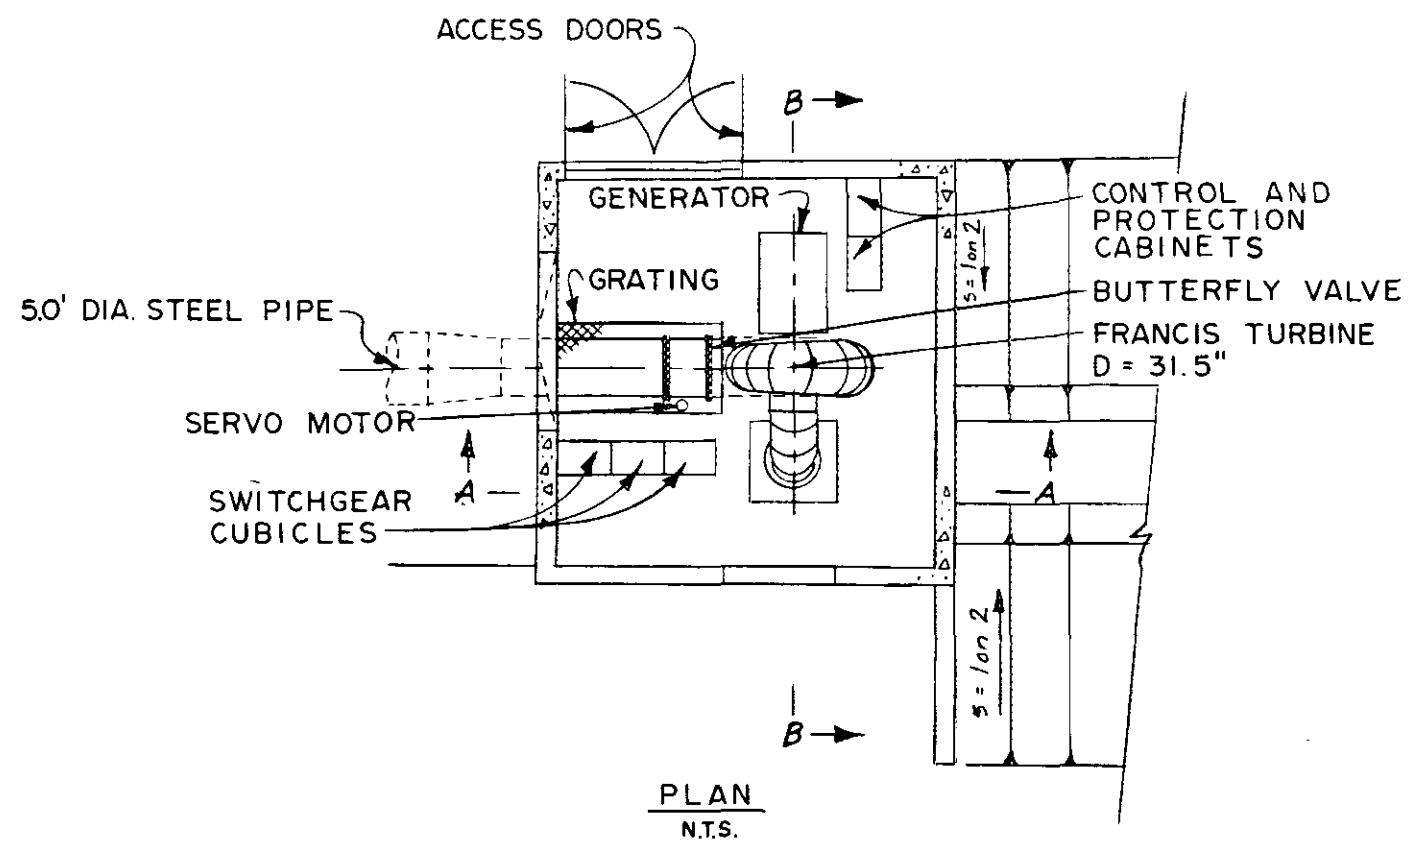 ACCESS DOORS
B
GENERATOR
CONTROL AND
PROTECTION
CABINETS
s = 1 on 2
GRATING
BUTTERFLY VALVE
5.0' DIA. STEEL PIPE
FRANCIS TURBINE
D = 31.5"
SERVO MOTOR
A
A
SWITCHGEAR
CUBICLES
s = 1 on 2
B
PLAN
N.T.S.